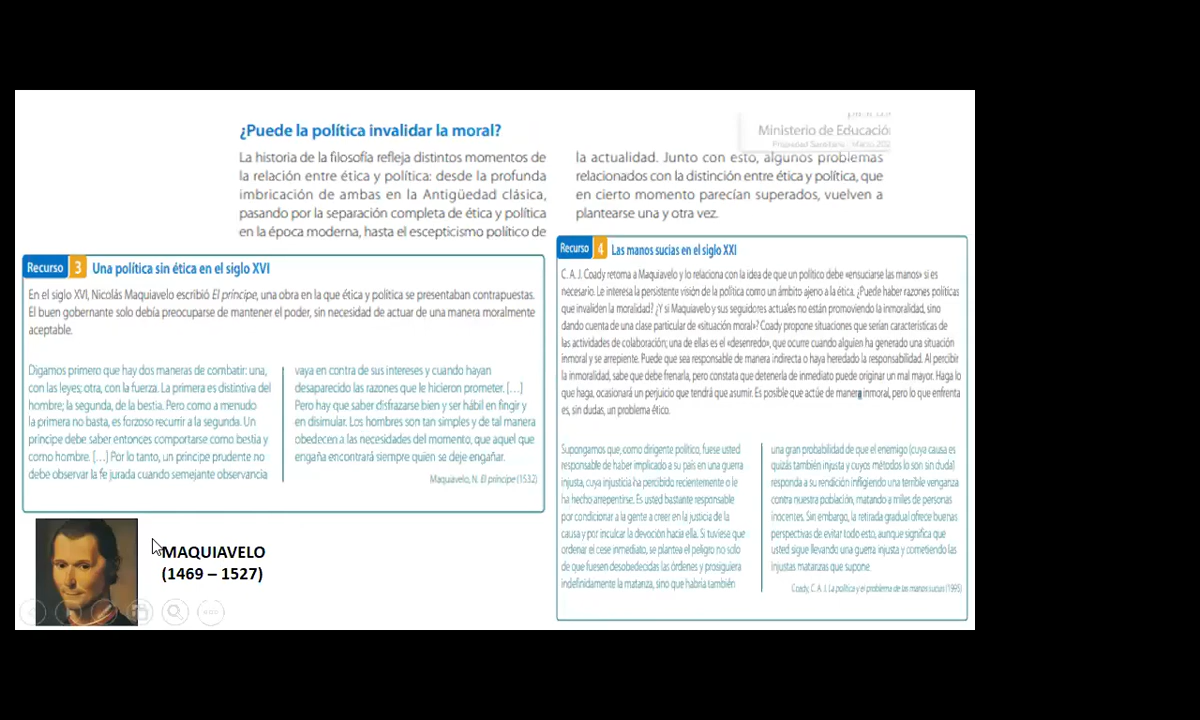 ¿Puede la política invalidar la moral?
La historia de la filosofía refleja distintos momentos de
la relación entre ética y política: desde la profunda
imbricación de ambas en la Antigüedad clásica,
pasando por la separación completa de ética y política
en la época moderna, hasta el escepticismo político de
Ministerio de Educació
la actualidad. Junto con esto, algunos problemas
relacionados con la distinción entre ética y política, que
en cierto momento parecían superados, vuelven a
plantearse una y otra vez.
Recurso 3 Una política sin ética en el siglo XVI
En el siglo XVI, Nicolás Maquiavelo escribió El príncipe, una obra en la que ética y política se presentaban contrapuestas.
El buen gobernante solo debía preocuparse de mantener el poder, sin necesidad de actuar de una manera moralmente
aceptable.
Digamos primero que hay dos maneras de combatir: una,
con las leyes; otra, con la fuerza. La primera es distintiva del
hombre; la segunda, de la bestia. Pero como a menudo
la primera no basta, es forzoso recurrir a la segunda. Un
príncipe debe saber entonces comportarse como bestia y
como hombre. […] Por lo tanto, un príncipe prudente no
debe observar la fe jurada cuando semejante observancia
vaya en contra de sus intereses y cuando hayan
desaparecido las razones que le hicieron prometer. […]
Pero hay que saber disfrazarse bien y ser hábil en fingir y
en disimular. Los hombres son tan simples y de tal manera
obedecen a las necesidades del momento, que aquel que
engaña encontrará siempre quien se deje engañar.
Maquiavelo, N. El príncipe (1532)
MAQUIAVELO
(1469 – 1527)
Recurso 4 Las manos sucias en el siglo XXI
C. A. J. Coady retoma a Maquiavelo y lo relaciona con la idea de que un político debe «ensuciarse las manos» si es
necesario. Le interesa la persistente visión de la política como un ámbito ajeno a la ética. ¿Puede haber razones políticas
que invaliden la moralidad? ¿Y si Maquiavelo y sus seguidores actuales no están promoviendo la inmoralidad, sino
dando cuenta de una clase particular de «situación moral»? Coady propone situaciones que serían características de
las actividades de colaboración; una de ellas es el «desenredo», que ocurre cuando alguien ha generado una situación
inmoral y se arrepiente. Puede que sea responsable de manera indirecta o haya heredado la responsabilidad. Al percibir
la inmoralidad, sabe que debe frenarla, pero constata que detenerla de inmediato puede originar un mal mayor. Haga lo
que haga, ocasionará un perjuicio que tendrá que asumir. Es posible que actúe de manera inmoral, pero lo que enfrenta
es, sin dudas, un problema ético.
Supongamos que, como dirigente político, fuese usted
responsable de haber implicado a su país en una guerra
injusta, cuya injusticia ha percibido recientemente o le
ha hecho arrepentirse. Es usted bastante responsable
por condicionar a la gente a creer en la justicia de la
causa y por inculcar la devoción hacia ella. Si tuviese que
ordenar el cese inmediato, se plantea el peligro no solo
de que fuesen desobedecidas las órdenes y prosiguiera
indefinidamente la matanza, sino que habría también
una gran probabilidad de que el enemigo (cuya causa es
quizás también injusta y cuyos métodos lo son sin duda)
responda a su rendición infligiendo una terrible venganza
contra nuestra población, matando a miles de personas
inocentes. Sin embargo, la retirada gradual ofrece buenas
perspectivas de evitar todo esto, aunque significa que
usted sigue llevando una guerra injusta y cometiendo las
injustas matanzas que supone.
Coady, C. A. J. La política y el problema de las manos sucias (1995)